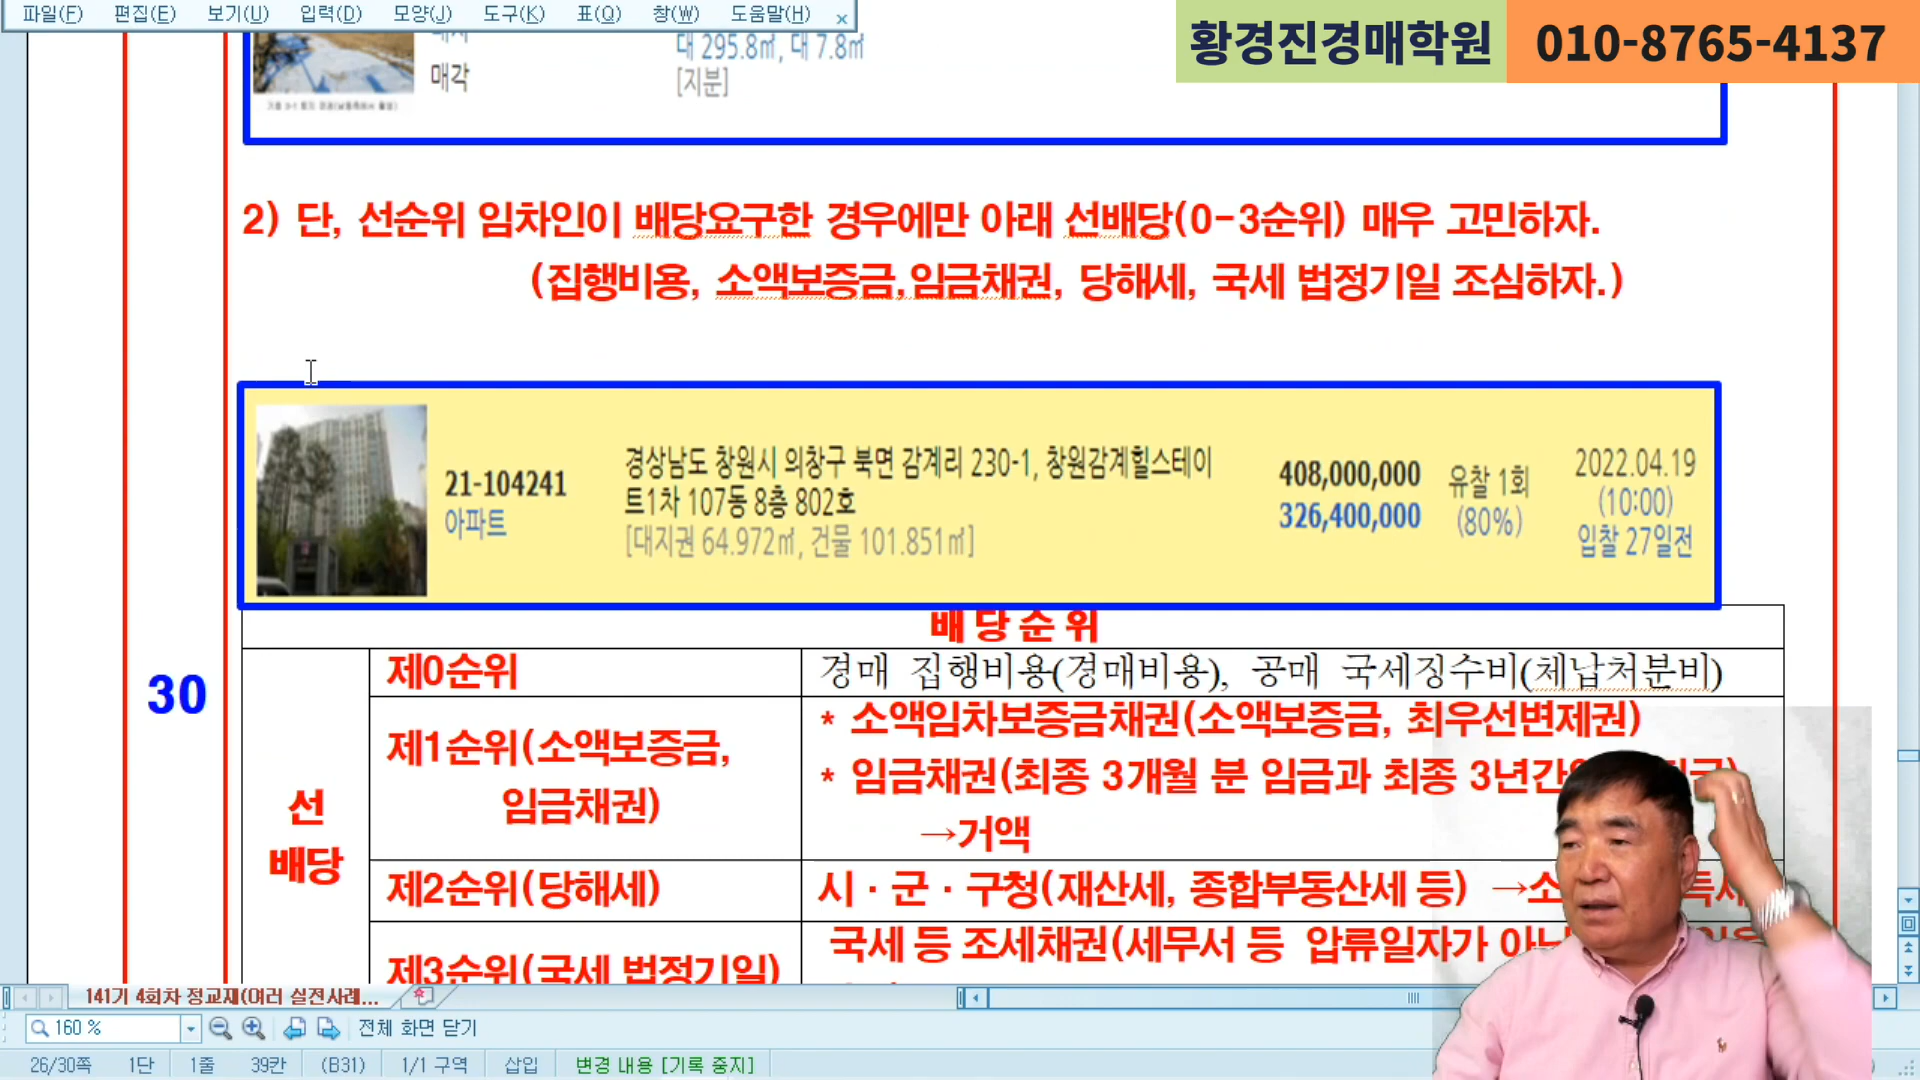 파일(F) 편집(E) 보기(U) 입력(D) 모양(J) 도구(K) 표(Q) 창(W) 도움말(H)
황경진경매학원 010-8765-4137
대 295.8㎡, 대 7.8㎡
매각
[지분]
2) 단, 선순위 임차인이 배당요구한 경우에만 아래 선배당(0-3순위) 매우 고민하자.
(집행비용, 소액보증금,임금채권, 당해세, 국세 법정기일 조심하자.)
21-104241
아파트
경상남도 창원시 의창구 북면 감계리 230-1, 창원감계힐스테이
트1차 107동 8층 802호
[대지권 64.972㎡, 건물 101.851㎡]
408,000,000
326,400,000
유찰 1회
(80%)
2022.04.19
(10:00)
입찰 27일전
배 당 순 위
30
선
배당
제0순위
경매 집행비용(경매비용), 공매 국세징수비(체납처분비)
제1순위(소액보증금,
임금채권)
* 소액임차보증금채권(소액보증금, 최우선변제권)
* 임금채권(최종 3개월 분 임금과 최종 3년간
→거액
제2순위(당해세)
시 · 군 · 구청(재산세, 종합부동산세 등) →소
제3순위(국세 법정기일)
국세 등 조세채권(세무서 등 압류일자가
141기 4회차 정교재(여러 실전사례...
160 %
전체 화면 닫기
26/30쪽 1단 1줄 39칸 (B31) 1/1 구역 삽입 변경 내용 [기록 중지]